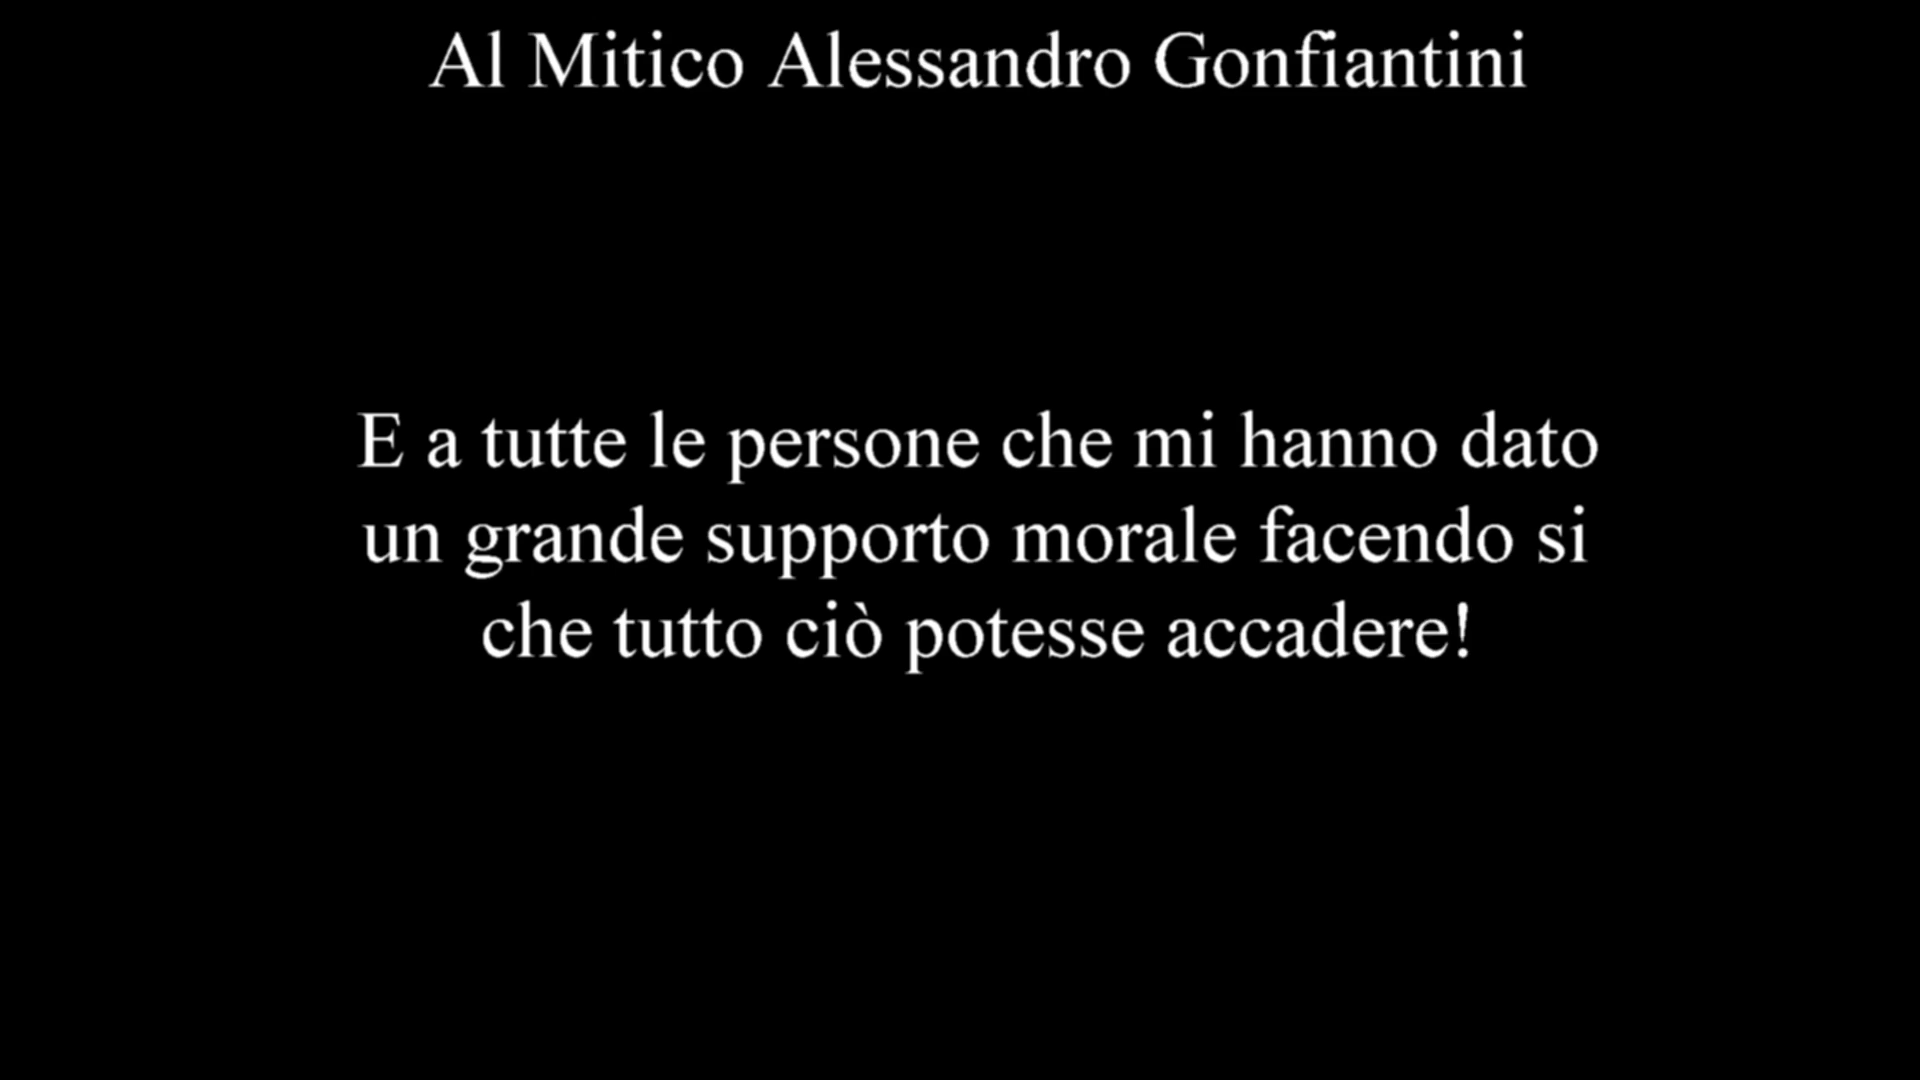 Al Mitico Alessandro Gonfiantini
E a tutte le persone che mi hanno dato
un grande supporto morale facendo si
che tutto ciò potesse accadere!